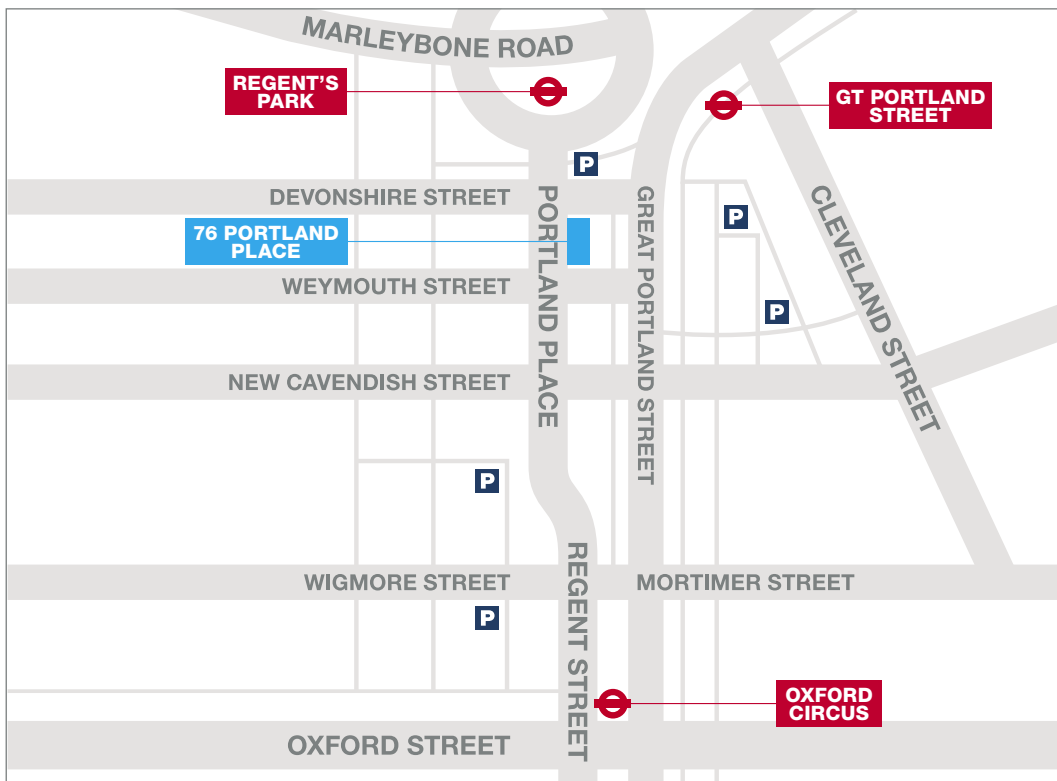 MARLEYBONE ROAD
REGENT'S
PARK
GT PORTLAND
STREET
P
DEVONSHIRE STREET
PORTLAND PLACE
GREAT PORTLAND STREET
CLEVELAND STREET
P
76 PORTLAND
PLACE
WEYMOUTH STREET
P
NEW CAVENDISH STREET
P
REGENT STREET
WIGMORE STREET
MORTIMER STREET
P
OXFORD
CIRCUS
OXFORD STREET